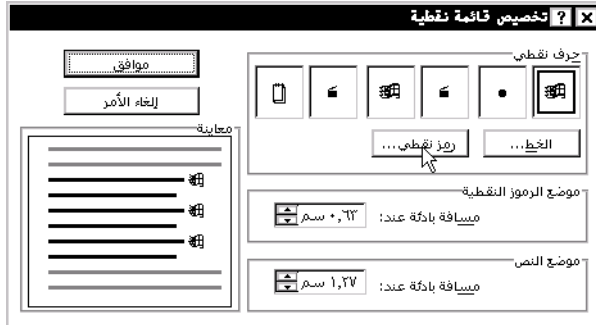 تخصيص قائمة نقطية
حرف نقطي
موافق
إلغاء الأمر
الخط...
رمز نقطي...
معاينة
موضع الرموز النقطية
مسافة بادئة عند: ٠,٦٣ سم
موضع النص
مسافة بادئة عند: ١,٢٧ سم